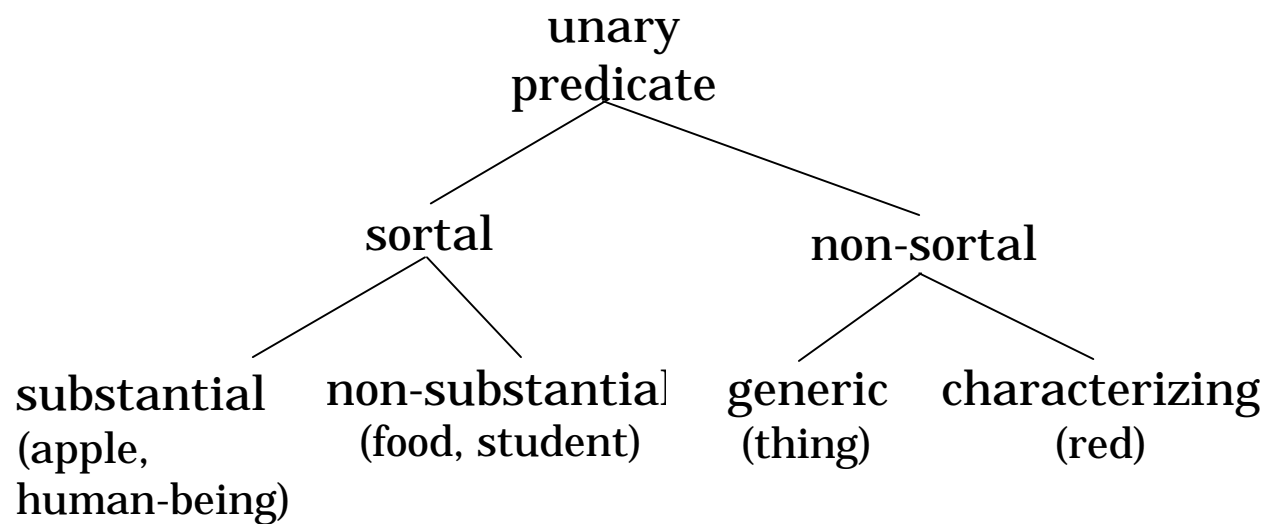 unary
predicate
sortal
non-sortal
substantial
(apple,
human-being)
non-substantial
(food, student)
generic
(thing)
characterizing
(red)